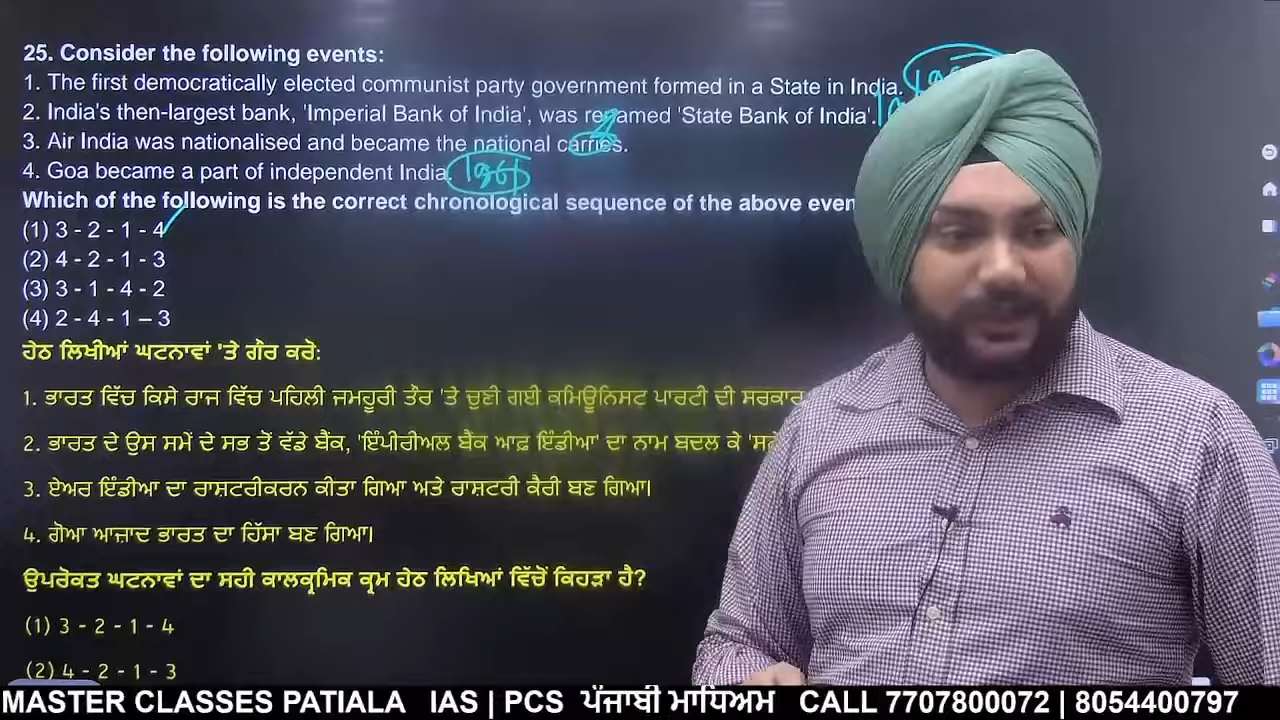 25. Consider the following events:
1. The first democratically elected communist party government formed in a State in India.
2. India's then-largest bank, 'Imperial Bank of India', was renamed 'State Bank of India'.
3. Air India was nationalised and became the national carries.
4. Goa became a part of independent India. 1961
Which of the following is the correct chronological sequence of the above even
(1) 3 - 2 - 1 - 4
(2) 4 - 2 - 1 - 3
(3) 3 - 1 - 4 - 2
(4) 2 - 4 - 1 – 3
ਹੇਠ ਲਿਖੀਆਂ ਘਟਨਾਵਾਂ 'ਤੇ ਗੌਰ ਕਰੋ:
1. ਭਾਰਤ ਵਿੱਚ ਕਿਸੇ ਰਾਜ ਵਿੱਚ ਪਹਿਲੀ ਜਮਹੂਰੀ ਤੌਰ 'ਤੇ ਚੁਣੀ ਗਈ ਕਮਿਊਨਿਸਟ ਪਾਰਟੀ ਦੀ ਸਰਕਾਰ
2. ਭਾਰਤ ਦੇ ਉਸ ਸਮੇਂ ਦੇ ਸਭ ਤੋਂ ਵੱਡੇ ਬੈਂਕ, 'ਇੰਪੀਰੀਅਲ ਬੈਂਕ ਆਫ਼ ਇੰਡੀਆ' ਦਾ ਨਾਮ ਬਦਲ ਕੇ
3. ਏਅਰ ਇੰਡੀਆ ਦਾ ਰਾਸ਼ਟਰੀਕਰਨ ਕੀਤਾ ਗਿਆ ਅਤੇ ਰਾਸ਼ਟਰੀ ਕੈਰੀ ਬਣ ਗਿਆ।
4. ਗੋਆ ਆਜ਼ਾਦ ਭਾਰਤ ਦਾ ਹਿੱਸਾ ਬਣ ਗਿਆ।
ਉਪਰੋਕਤ ਘਟਨਾਵਾਂ ਦਾ ਸਹੀ ਕਾਲਕ੍ਰਮਿਕ ਕ੍ਰਮ ਹੇਠ ਲਿਖਿਆਂ ਵਿੱਚੋਂ ਕਿਹੜਾ ਹੈ?
(1) 3 - 2 - 1 - 4
(2) 4 - 2 - 1 - 3
MASTER CLASSES PATIALA IAS | PCS ਪੰਜਾਬੀ ਮਾਧਿਅਮ CALL 7707800072 | 8054400797